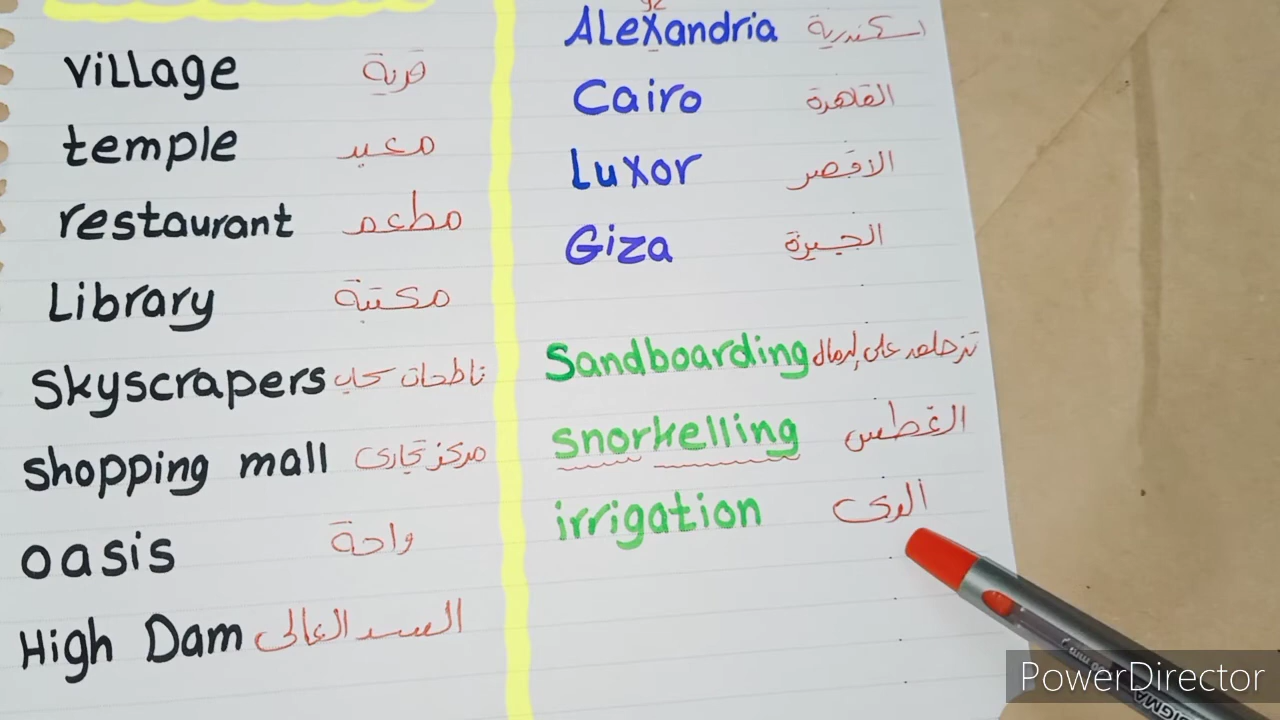 village قرية
temple معبد
restaurant مطعم
Library مكتبة
Skyscrapers ناطحات سحاب
shopping mall مركز تجارى
oasis واحة
High Dam السد العالى
gz
Alexandria اسكندرية
Cairo القاهرة
Luxor الاقصر
Giza الجيزة
Sandboarding تزحلق على الرمال
snorkelling الغطس
irrigation الرى
PowerDirector